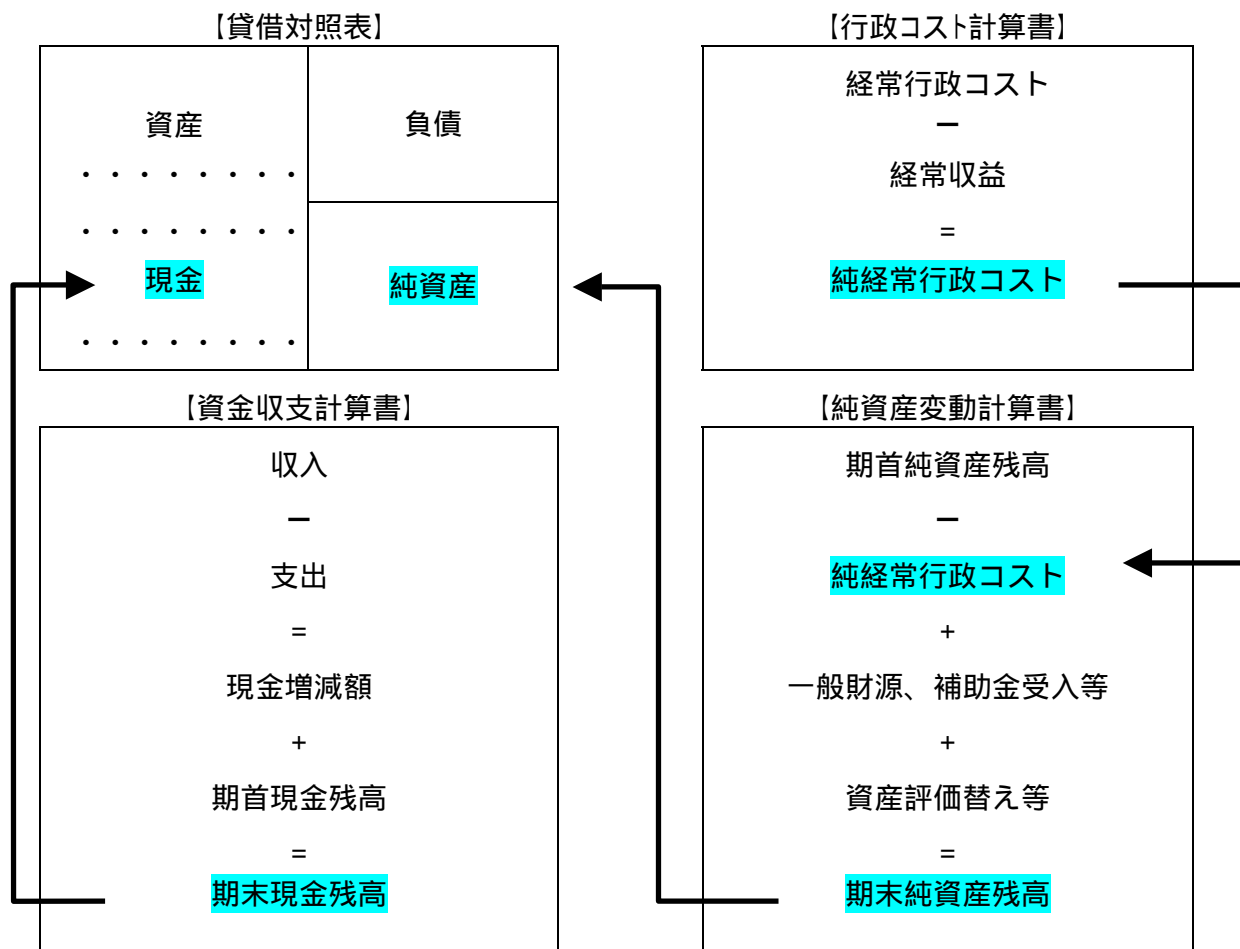 【貸借対照表】
資産
・・・・・・・・
・・・・・・・・
現金
・・・・・・・・
負債
純資産
【行政コスト計算書】
経常行政コスト
ー
経常収益
=
純経常行政コスト
【資金収支計算書】
収入
ー
支出
=
現金増減額
+
期首現金残高
=
期末現金残高
【純資産変動計算書】
期首純資産残高
ー
純経常行政コスト
+
一般財源、補助金受入等
+
資産評価替え等
=
期末純資産残高